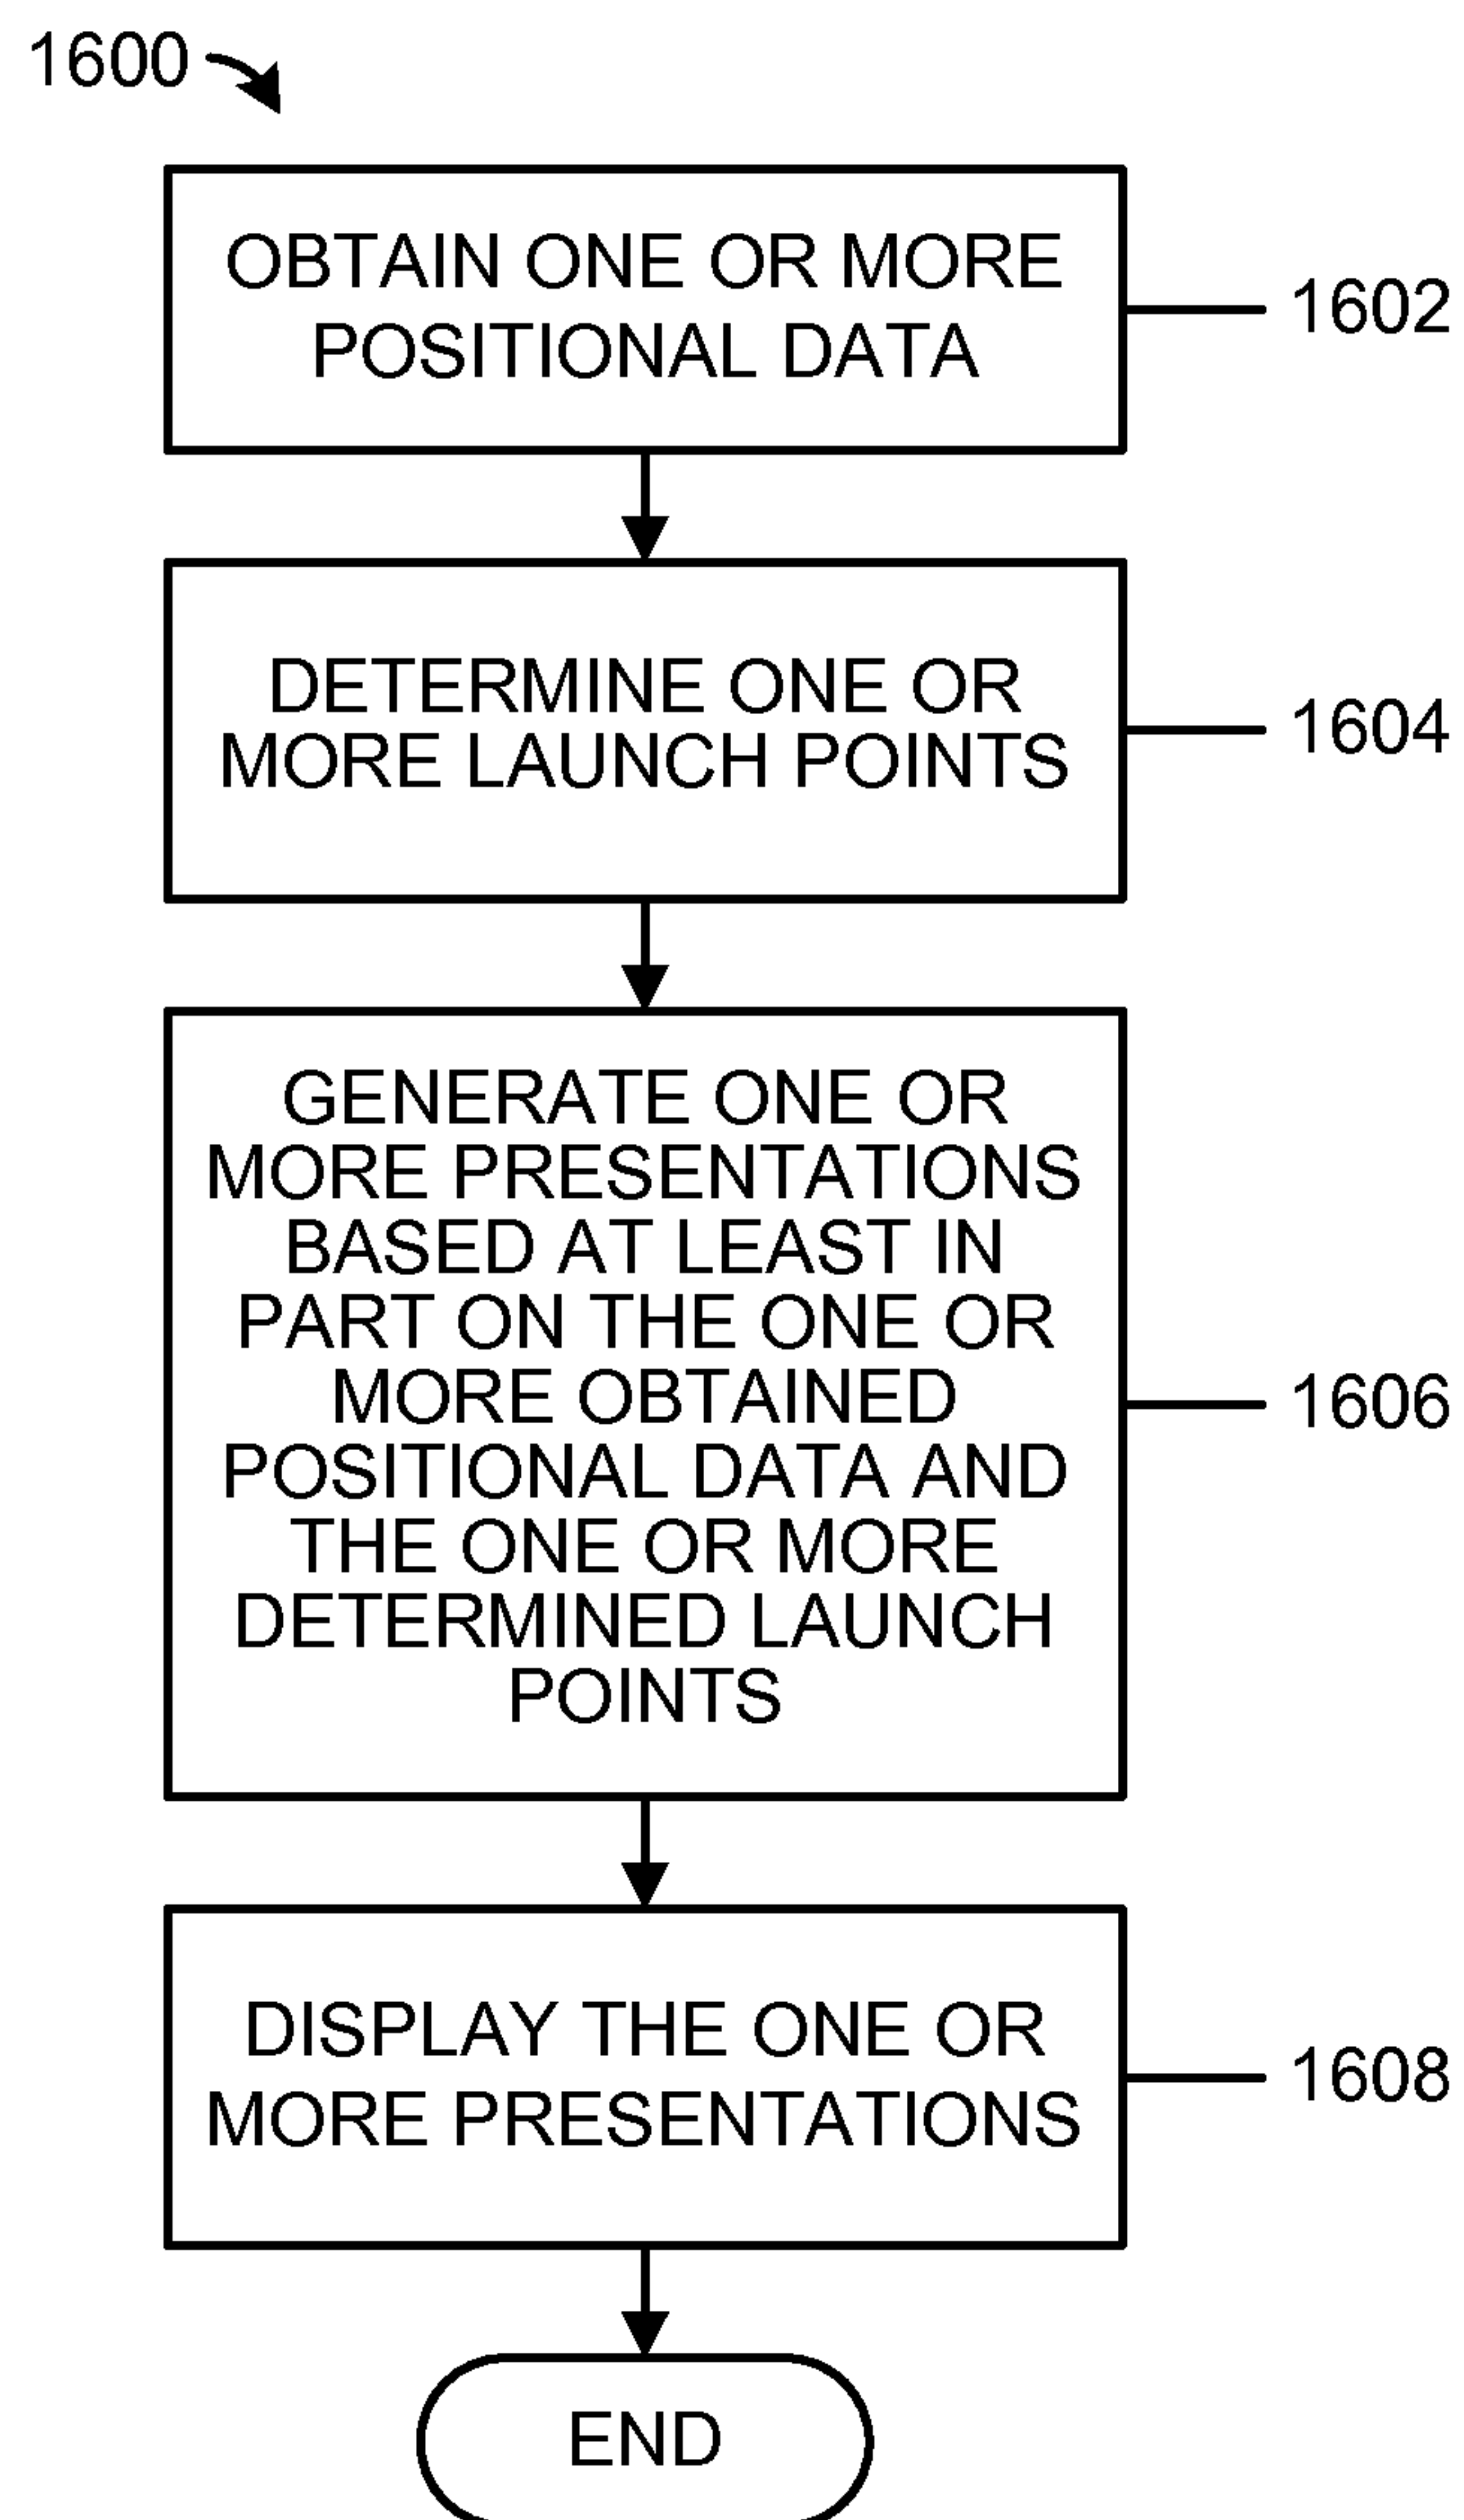 1600
OBTAIN ONE OR MORE
POSITIONAL DATA
1602
DETERMINE ONE OR
MORE LAUNCH POINTS
1604
GENERATE ONE OR
MORE PRESENTATIONS
BASED AT LEAST IN
PART ON THE ONE OR
MORE OBTAINED
POSITIONAL DATA AND
THE ONE OR MORE
DETERMINED LAUNCH
POINTS
1606
DISPLAY THE ONE OR
MORE PRESENTATIONS
1608
END